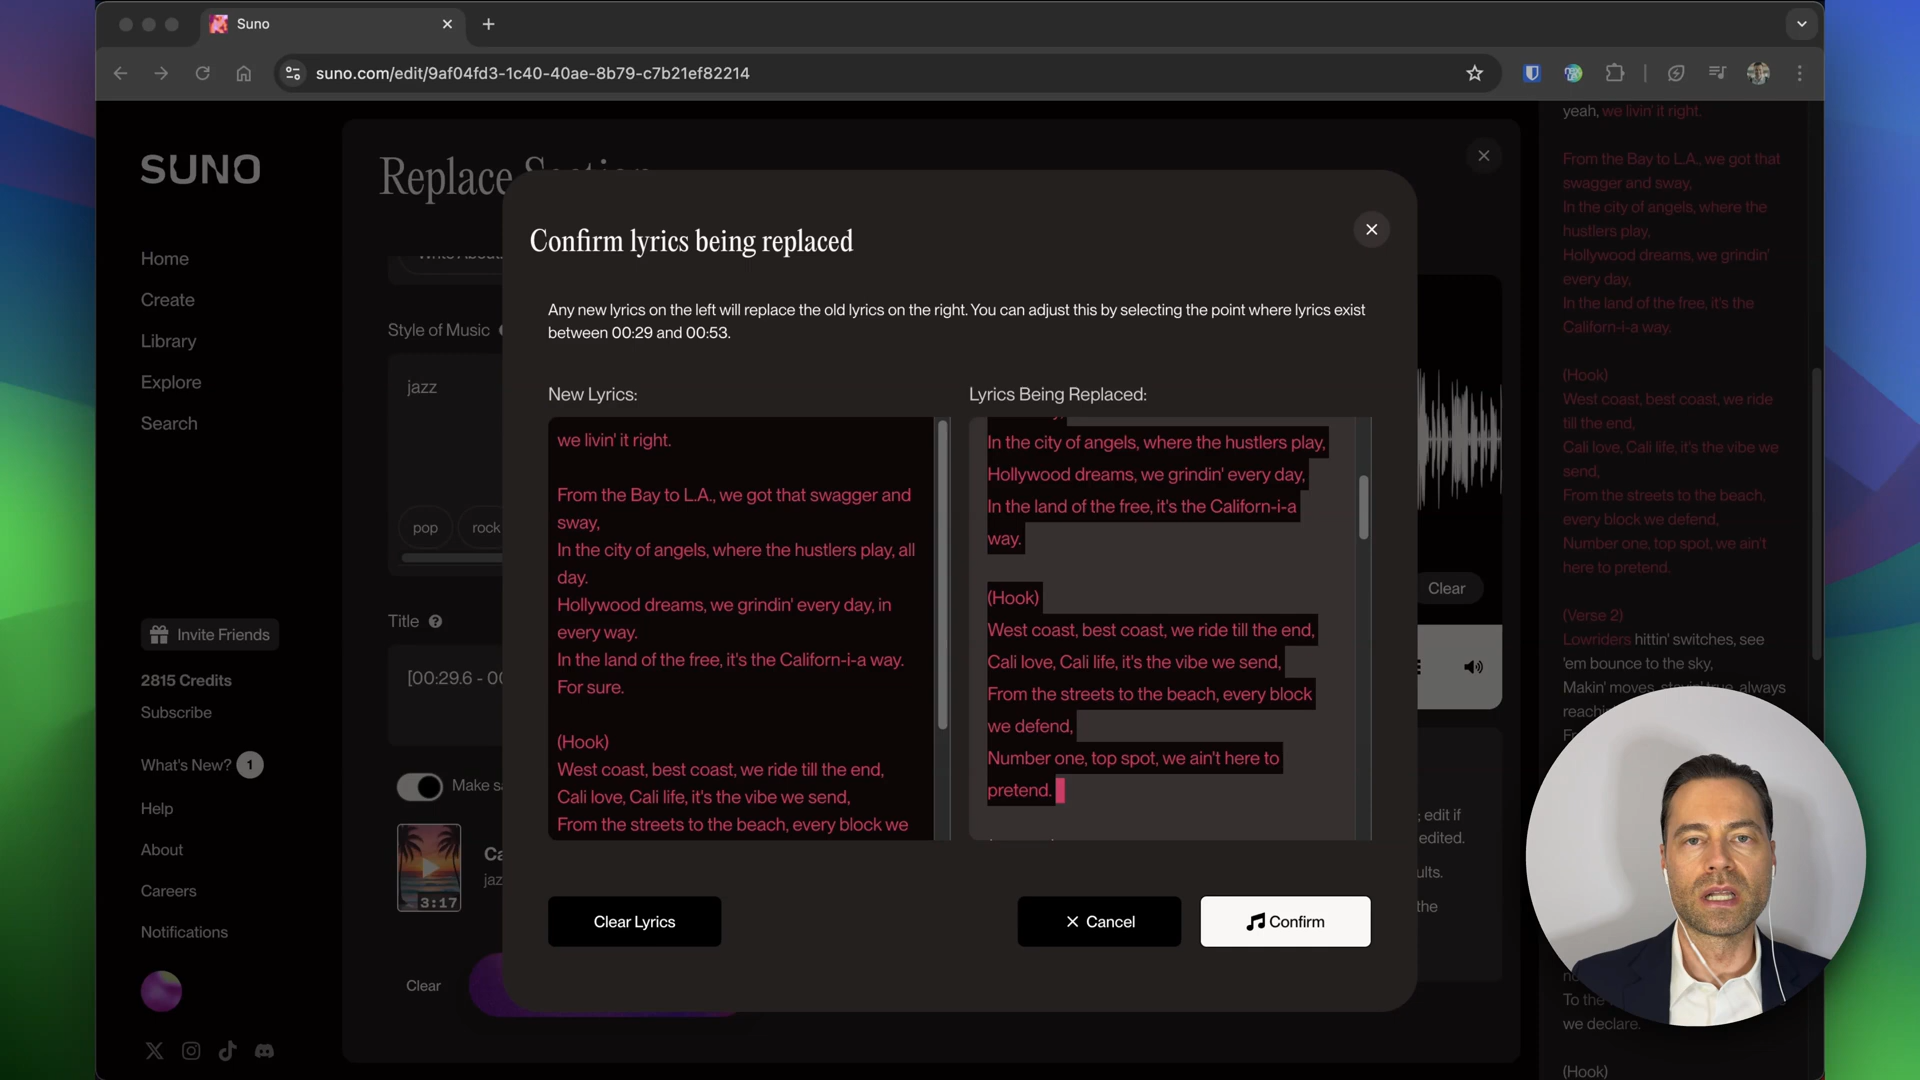 Suno
suno.com/edit/9af04fd3-1c40-40ae-8b79-c7b21ef82214
SUNO
Home
Create
Library
Explore
Search
Invite Friends
2815 Credits
Subscribe
What's New? 1
Help
About
Careers
Notifications
Replace Section
Style of Music
jazz
pop
rock
Title
[00:29.6 - 00
Make sa
3:17
Ca
jaz
Clear
Confirm lyrics being replaced
Any new lyrics on the left will replace the old lyrics on the right. You can adjust this by selecting the point where lyrics exist
between 00:29 and 00:53.
New Lyrics:
we livin' it right.
From the Bay to L.A., we got that swagger and
sway,
In the city of angels, where the hustlers play, all
day.
Hollywood dreams, we grindin' every day, in
every way.
In the land of the free, it's the Californ-i-a way.
For sure.
(Hook)
West coast, best coast, we ride till the end,
Cali love, Cali life, it's the vibe we send,
From the streets to the beach, every block we
Lyrics Being Replaced:
In the city of angels, where the hustlers play,
Hollywood dreams, we grindin' every day,
In the land of the free, it's the Californ-i-a
way.
(Hook)
West coast, best coast, we ride till the end,
Cali love, Cali life, it's the vibe we send,
From the streets to the beach, every block
we defend,
Number one, top spot, we ain't here to
pretend.
Clear Lyrics
Cancel
Confirm
Clear
; edit if
edited.
ults.
the
yeah, we livin' it right.
From the Bay to L.A., we got that
swagger and sway,
In the city of angels, where the
hustlers play,
Hollywood dreams, we grindin'
every day,
In the land of the free, it's the
Californ-i-a way.
(Hook)
West coast, best coast, we ride
till the end,
Cali love, Cali life, it's the vibe we
send,
From the streets to the beach,
every block we defend,
Number one, top spot, we ain't
here to pretend.
(Verse 2)
Lowriders hittin' switches, see
'em bounce to the sky,
Makin' moves, stayin' true, always
To the
we declare.
(Hook)